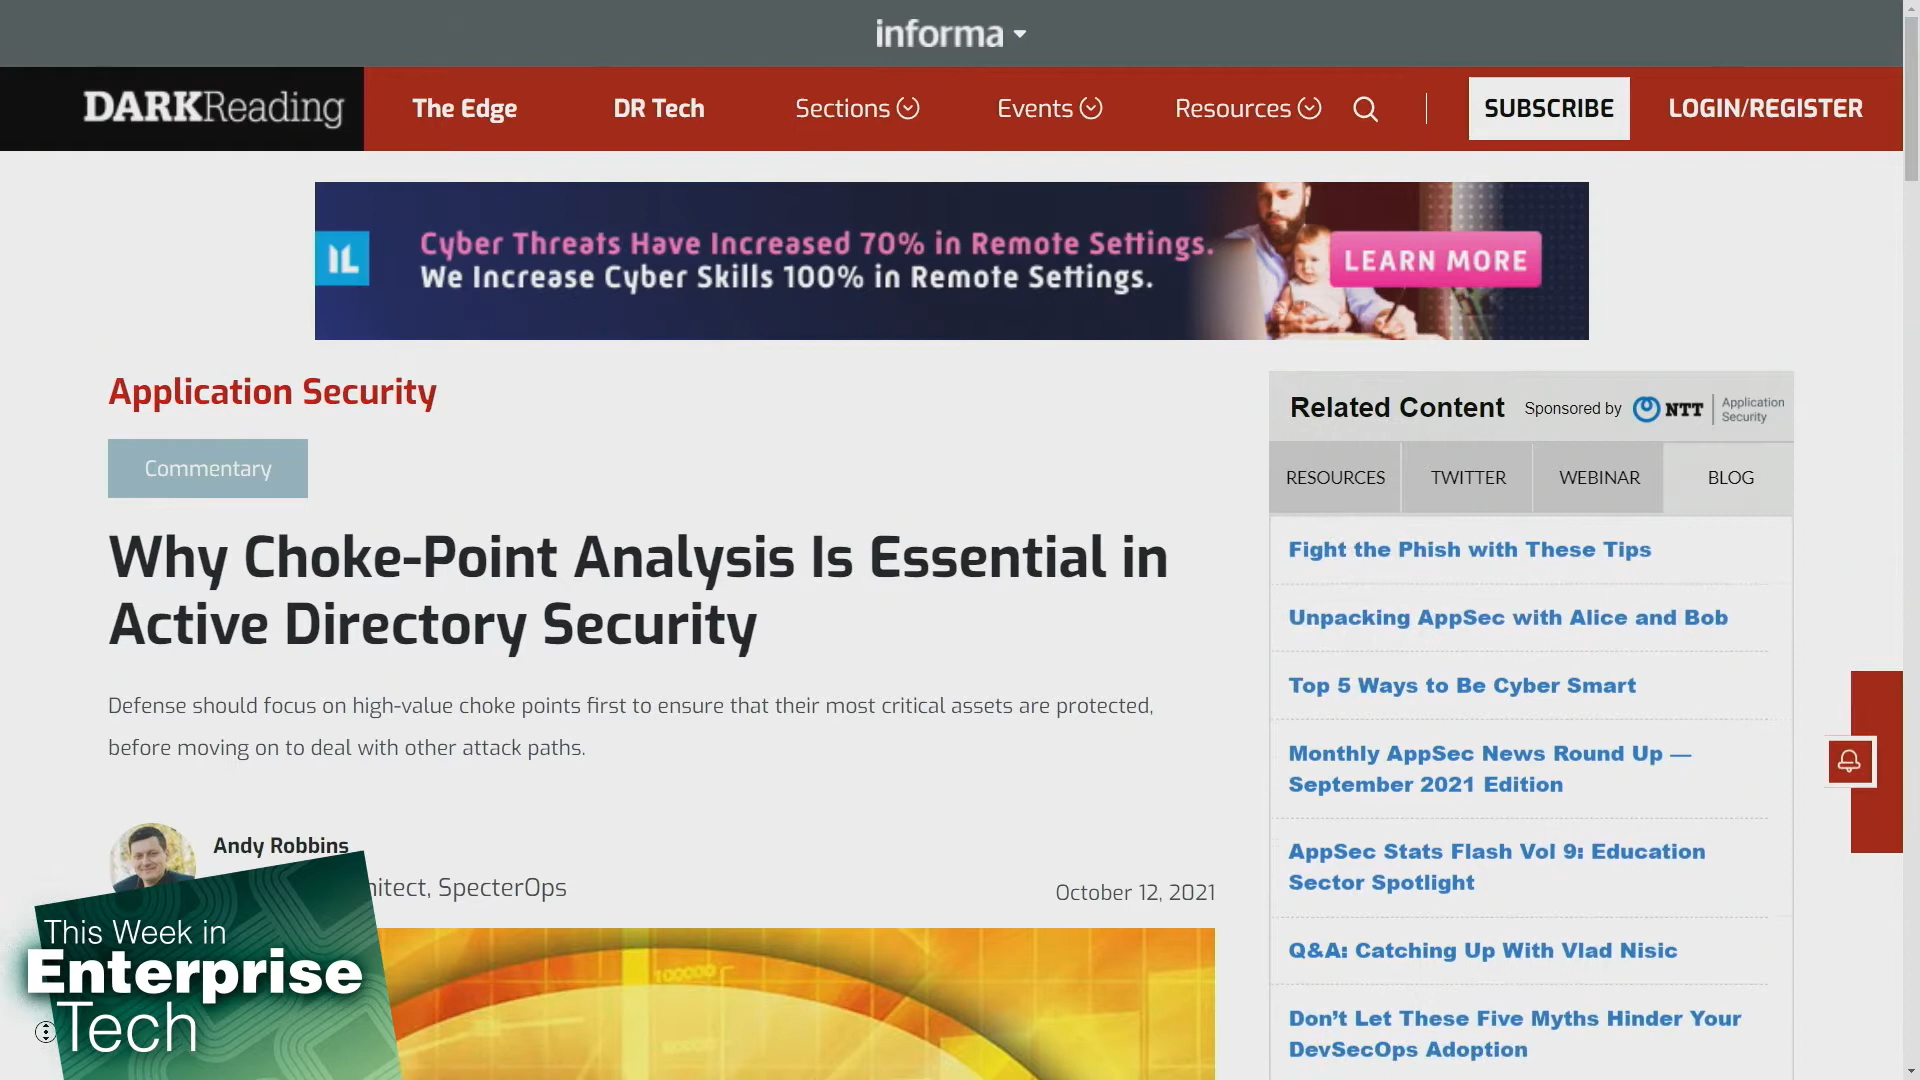 informa
DARKReading
The Edge
DR Tech
Sections
Events
Resources
SUBSCRIBE
LOGIN/REGISTER
IL
Cyber Threats Have Increased 70% in Remote Settings.
We Increase Cyber Skills 100% in Remote Settings.
LEARN MORE
Application Security
Commentary
Why Choke-Point Analysis Is Essential in
Active Directory Security
Defense should focus on high-value choke points first to ensure that their most critical assets are protected,
before moving on to deal with other attack paths.
Andy Robbins
SpecterOps
October 12, 2021
Related Content
Sponsored by
NTT
Application
Security
RESOURCES
TWITTER
WEBINAR
BLOG
Fight the Phish with These Tips
Unpacking AppSec with Alice and Bob
Top 5 Ways to Be Cyber Smart
Monthly AppSec News Round Up —
September 2021 Edition
AppSec Stats Flash Vol 9: Education
Sector Spotlight
Q&A: Catching Up With Vlad Nisic
Don’t Let These Five Myths Hinder Your
DevSecOps Adoption
This Week in
Enterprise
Tech